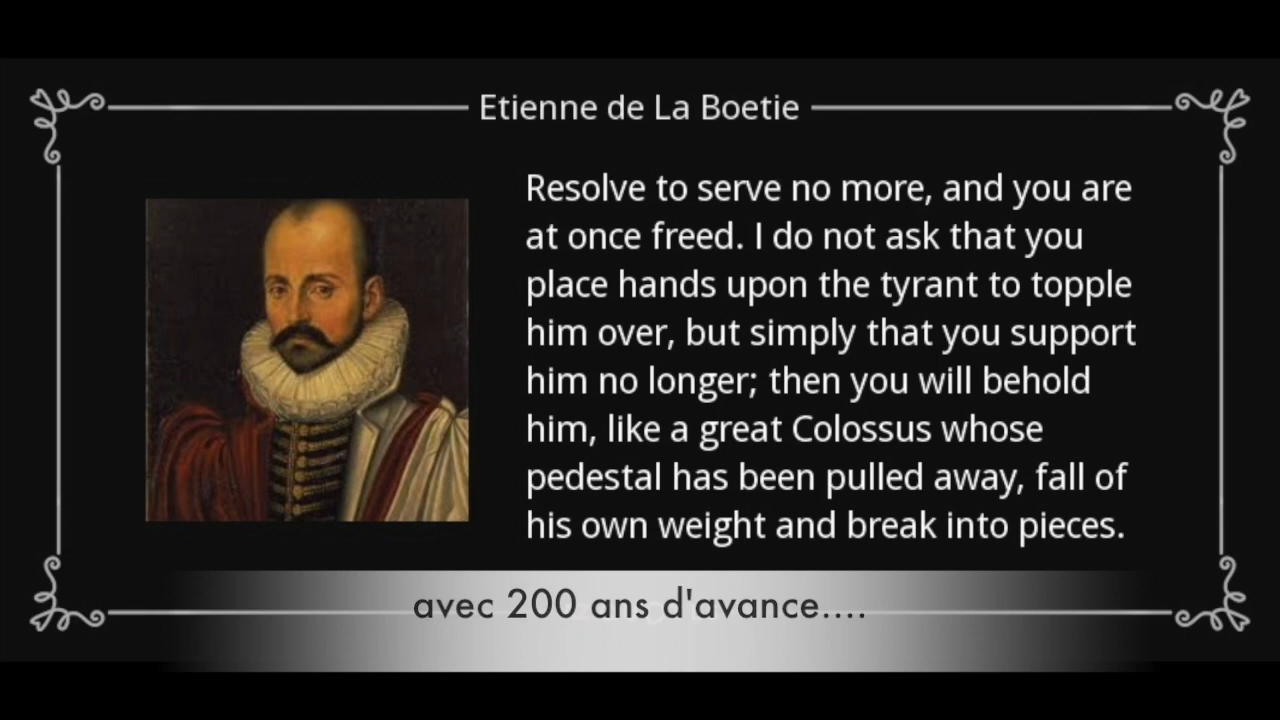 Etienne de La Boetie
Resolve to serve no more, and you are
at once freed. I do not ask that you
place hands upon the tyrant to topple
him over, but simply that you support
him no longer; then you will behold
him, like a great Colossus whose
pedestal has been pulled away, fall of
his own weight and break into pieces.
avec 200 ans d'avance....